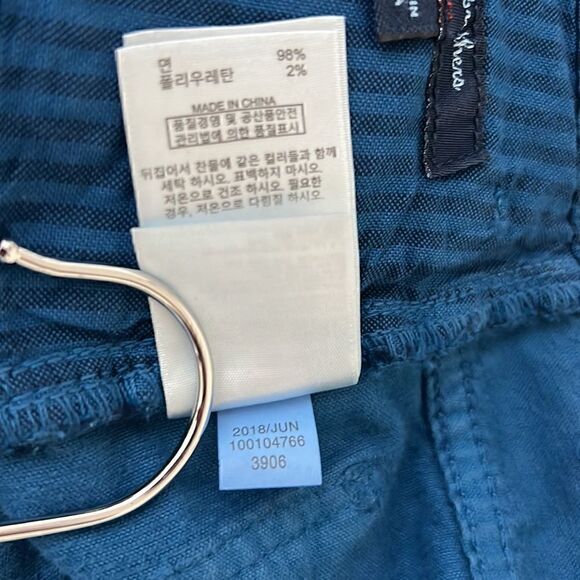 면 98%
폴리우레탄 2%
MADE IN CHINA
품질경영 및 공산품안전
관리법에 의한 품질표시
뒤집어서 찬물에 같은 컬러들과 함께
세탁 하시오. 표백하지 마시오.
저온으로 건조 하시오. 필요한
경우, 저온으로 다림질 하시오.
2018/JUN
100104766
3906
IN